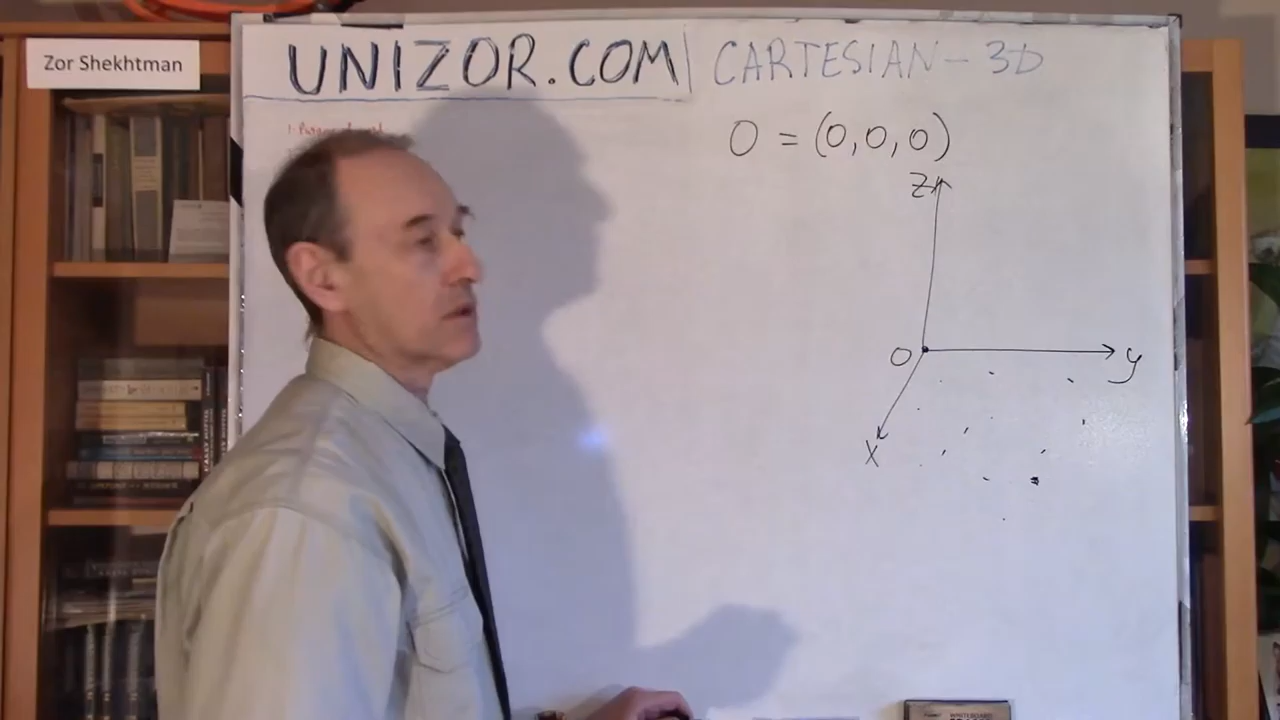 Zor Shekhtman
UNIZOR.COM | CARTESIAN - 3D
O = (0,0,0)
Z
O
y
X